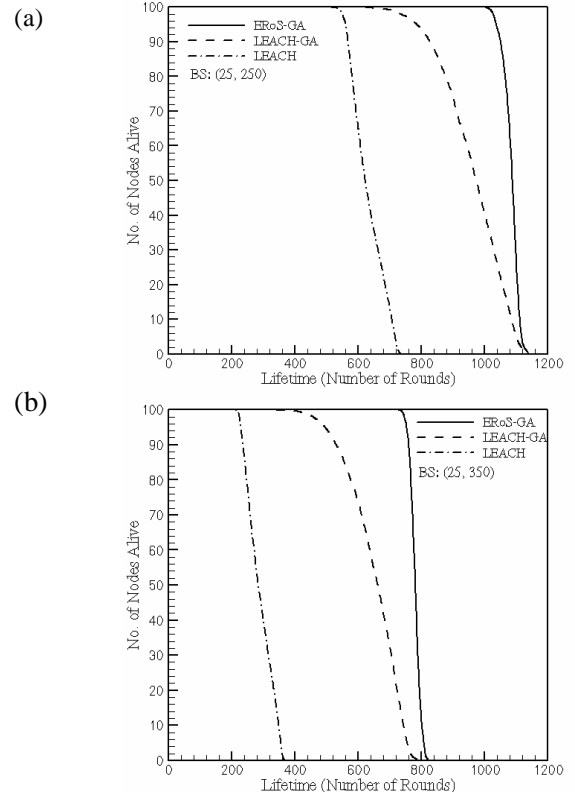 (a)
100
90
80
70
60
50
40
30
20
10
0
No. of Nodes Alive
ERoS-GA
LEACH-GA
LEACH
BS: (25, 250)
0 200 400 600 800 1000 1200
Lifetime (Number of Rounds)
(b)
100
90
80
70
60
50
40
30
20
10
0
No. of Nodes Alive
ERoS-GA
LEACH-GA
LEACH
BS: (25, 350)
0 200 400 600 800 1000 1200
Lifetime (Number of Rounds)